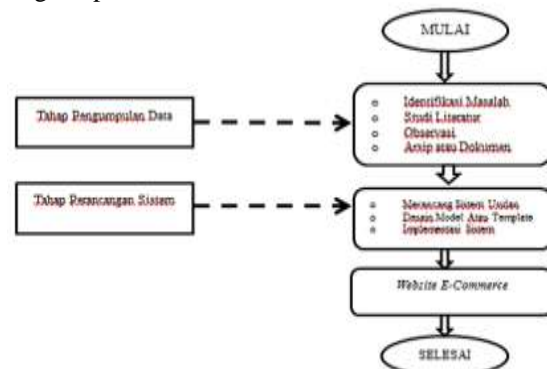 MULAI
Tahap Pengumpulan Data
Identifikasi Masalah
Studi Literatur
Observasi
Arsip atau Dokumen
Tahap Perancangan Sistem
Merancang Sistem Usulan
Desain Model Atau Template
Implementasi Sistem
Website E-Commerce
SELESAI